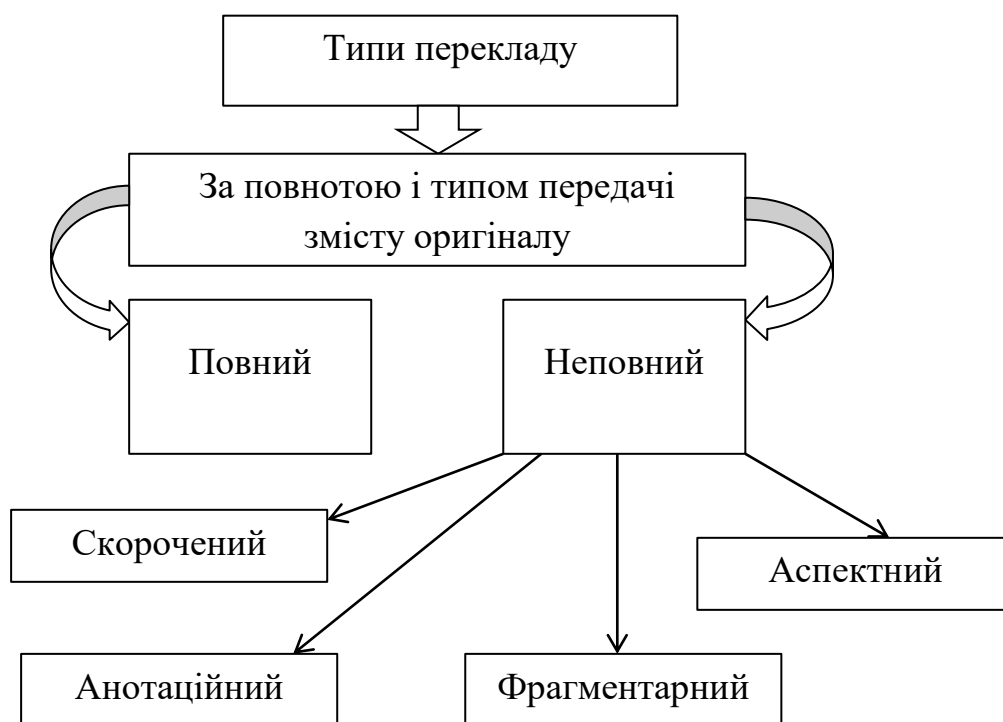 Типи перекладу
За повнотою і типом передачі
змісту оригіналу
Повний
Неповний
Скорочений
Аспектний
Анотаційний
Фрагментарний